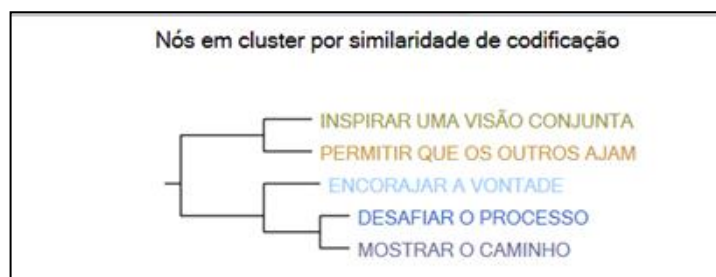 Nós em cluster por similaridade de codificação
INSPIRAR UMA VISÃO CONJUNTA
PERMITIR QUE OS OUTROS AJAM
ENCORAJAR A VONTADE
DESAFIAR O PROCESSO
MOSTRAR O CAMINHO